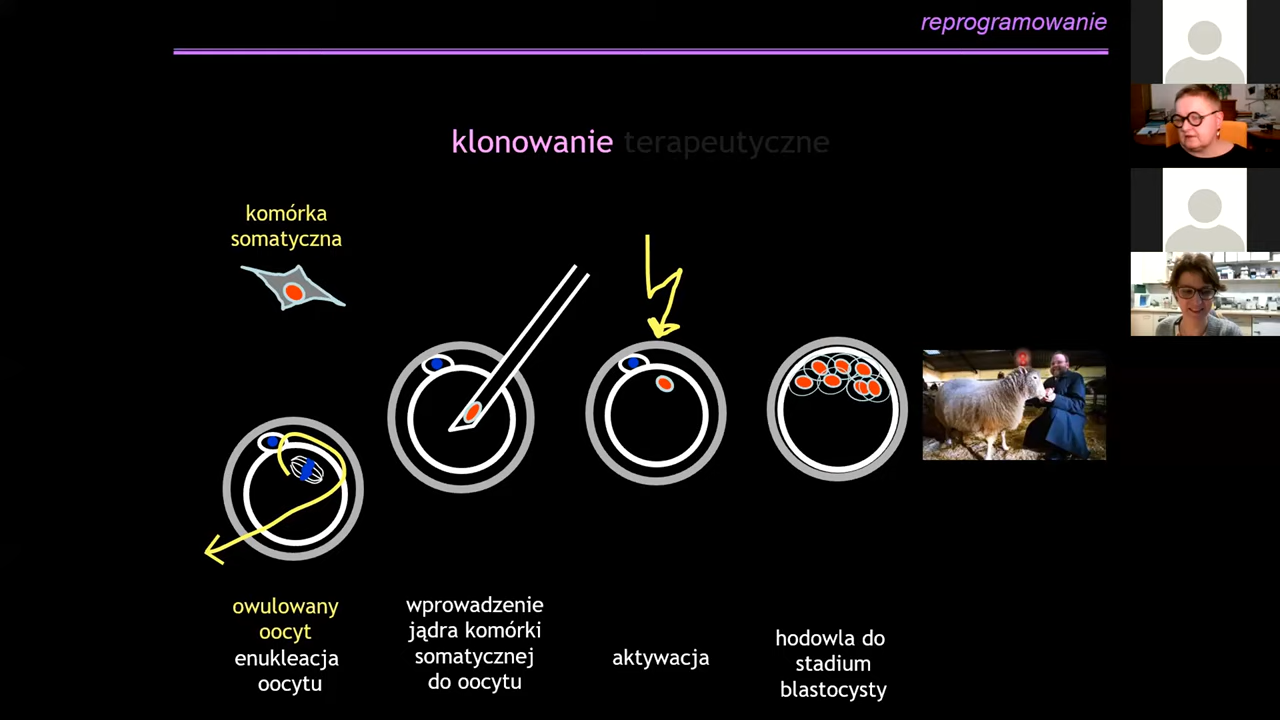 reprogramowanie
klonowanie terapeutyczne
komórka
somatyczna
owulowany
oocyt
enukleacja
oocytu
wprowadzenie
jądra komórki
somatycznej
do oocytu
aktywacja
hodowla do
stadium
blastocysty